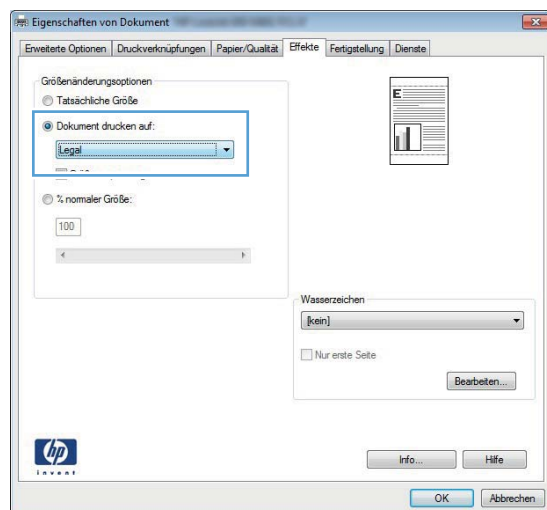 Eigenschaften von Dokument
Erweiterte Optionen Druckverknüpfungen Papier/Qualität Effekte Fertigstellung Dienste
Größenänderungsoptionen
Tatsächliche Größe
Dokument drucken auf:
Legal
% normaler Größe:
100
E
Wasserzeichen
[kein]
Nur erste Seite
Bearbeiten...
hp
invent
Info... Hilfe
OK Abbrechen